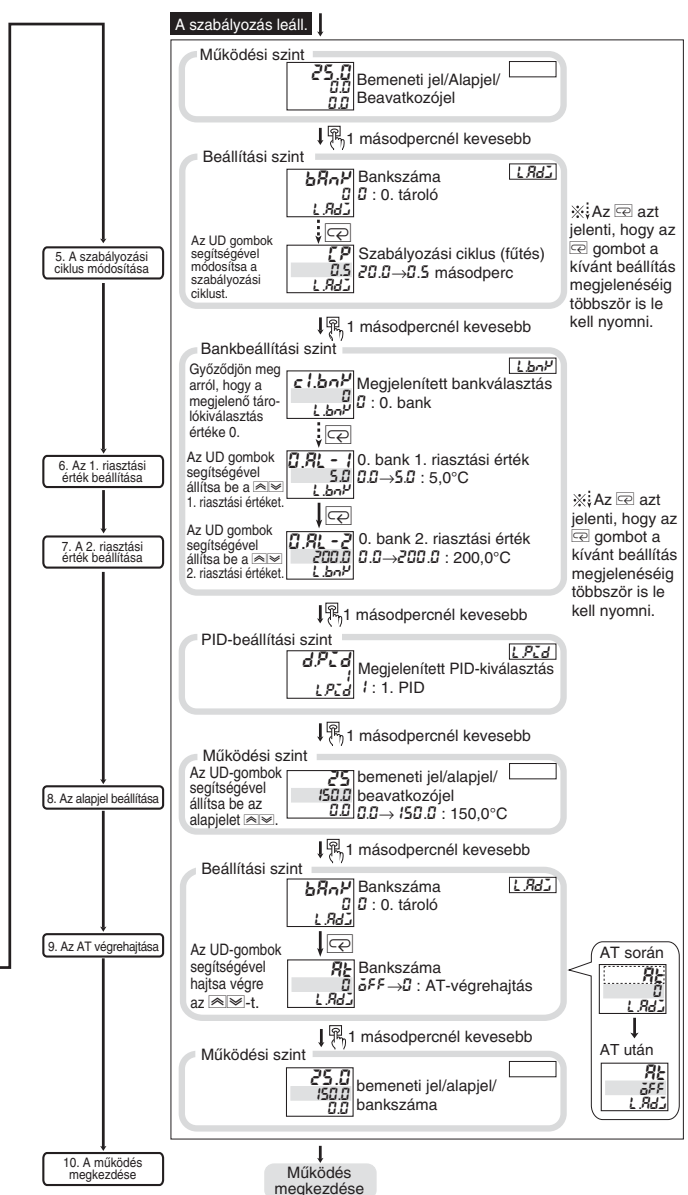 A szabályozás leáll.
Működési szint
25.0
0.0
0.0
Bemeneti jel/Alapjel/
Beavatkozójel
1 másodpercnél kevesebb
Beállítási szint
L.AdJ
bAnK
0
L.AdJ
Bankszáma
0 : 0. tároló
5. A szabályozási
ciklus módosítása
Az UD gombok
segítségével
módosítsa a
szabályozási
ciklust.
CP
0.5
L.AdJ
Szabályozási ciklus (fűtés)
20.0→0.5 másodperc
※ Az azt
jelenti, hogy az
gombot a
kívánt beállítás
megjelenéséig
többször is le
kell nyomni.
1 másodpercnél kevesebb
Bankbeállítási szint
L.bnK
Győződjön meg
arról, hogy a
megjelenő táro-
lókiválasztás
értéke 0.
c1.bnK
0
L.bnK
Megjelenített bankválasztás
0 : 0. bank
6. Az 1. riasztási
érték beállítása
Az UD gombok
segítségével
állítsa be a
1. riasztási értéket.
0.AL - 1
5.0
L.bnK
0. bank 1. riasztási érték
0.0→5.0 : 5,0°C
7. A 2. riasztási
érték beállítása
Az UD gombok
segítségével
állítsa be a
2. riasztási értéket.
0.AL - 2
200.0
L.bnK
0. bank 2. riasztási érték
0.0→200.0 : 200,0°C
※ Az azt
jelenti, hogy az
gombot a
kívánt beállítás
megjelenéséig
többször is le
kell nyomni.
1 másodpercnél kevesebb
PID-beállítási szint
L.PId
d.PId
1
L.PId
Megjelenített PID-kiválasztás
1 : 1. PID
1 másodpercnél kevesebb
Működési szint
8. Az alapjel beállítása
Az UD-gombok
segítségével
állítsa be az
alapjelet .
25
150.0
0.0
bemeneti jel/alapjel/
beavatkozójel
0.0→150.0 : 150,0°C
1 másodpercnél kevesebb
Beállítási szint
L.AdJ
bAnK
0
L.AdJ
Bankszáma
0 : 0. tároló
9. Az AT végrehajtása
Az UD-gombok
segítségével
hajtsa végre
az -t.
At
0
L.AdJ
Bankszáma
oFF→0 : AT-végrehajtás
AT során
At
0
L.AdJ
AT után
At
oFF
L.AdJ
1 másodpercnél kevesebb
Működési szint
25.0
150.0
0.0
bemeneti jel/alapjel/
bankszáma
10. A működés
megkezdése
Működés
megkezdése